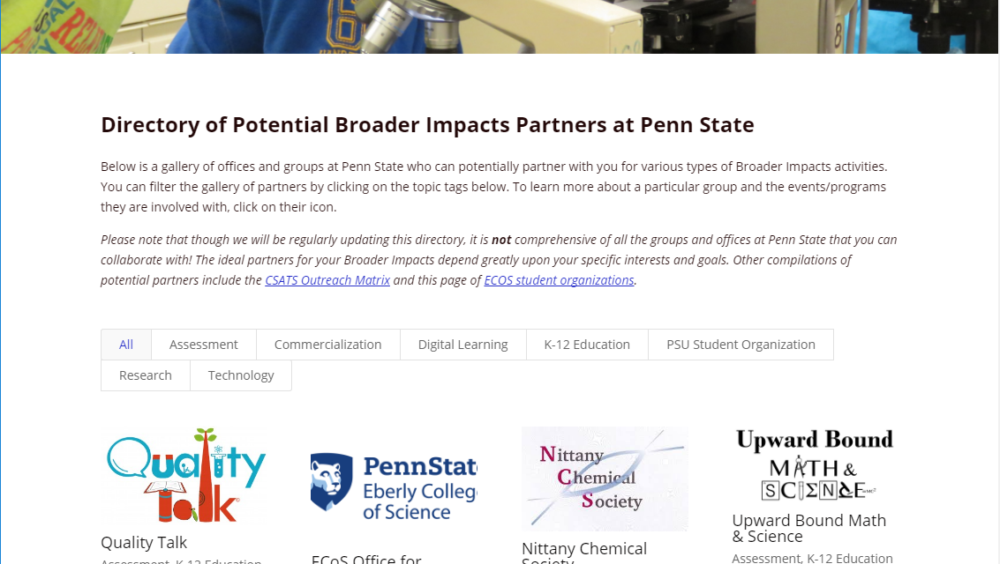 Directory of Potential Broader Impacts Partners at Penn State
Below is a gallery of offices and groups at Penn State who can potentially partner with you for various types of Broader Impacts activities.
You can filter the gallery of partners by clicking on the topic tags below. To learn more about a particular group and the events/programs
they are involved with, click on their icon.
Please note that though we will be regularly updating this directory, it is not comprehensive of all the groups and offices at Penn State that you can
collaborate with! The ideal partners for your Broader Impacts depend greatly upon your specific interests and goals. Other compilations of
potential partners include the CSATS Outreach Matrix and this page of ECOS student organizations.
All
Assessment
Commercialization
Digital Learning
K-12 Education
PSU Student Organization
Research
Technology
Quality
Talk
Quality Talk
Assessment, K-12 Education
PennStat
Eberly Colleg
of Science
ECoS Office for
Nittany
Chemical
Society
Nittany Chemical
Society
Upward Bound
MATH &
SCIENCE
Upward Bound Math
& Science
Assessment, K-12 Education